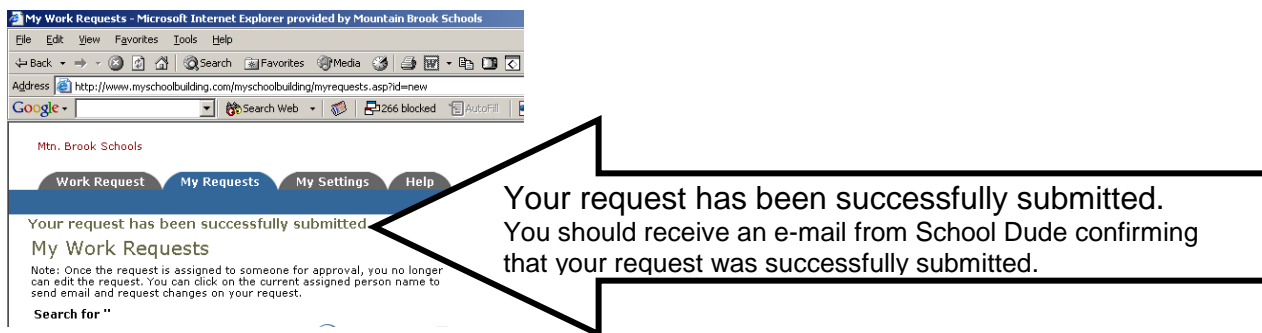 My Work Requests - Microsoft Internet Explorer provided by Mountain Brook Schools
File Edit View Favorites Tools Help
Back Search Favorites Media
Address http://www.myschoolbuilding.com/myschoolbuilding/myrequests.asp?id=new
Google Search Web 266 blocked AutoFill
Mtn. Brook Schools
Work Request My Requests My Settings Help
Your request has been successfully submitted
My Work Requests
Note: Once the request is assigned to someone for approval, you no longer
can edit the request. You can click on the current assigned person name to
send email and request changes on your request.
Search for ''
Your request has been successfully submitted.
You should receive an e-mail from School Dude confirming
that your request was successfully submitted.